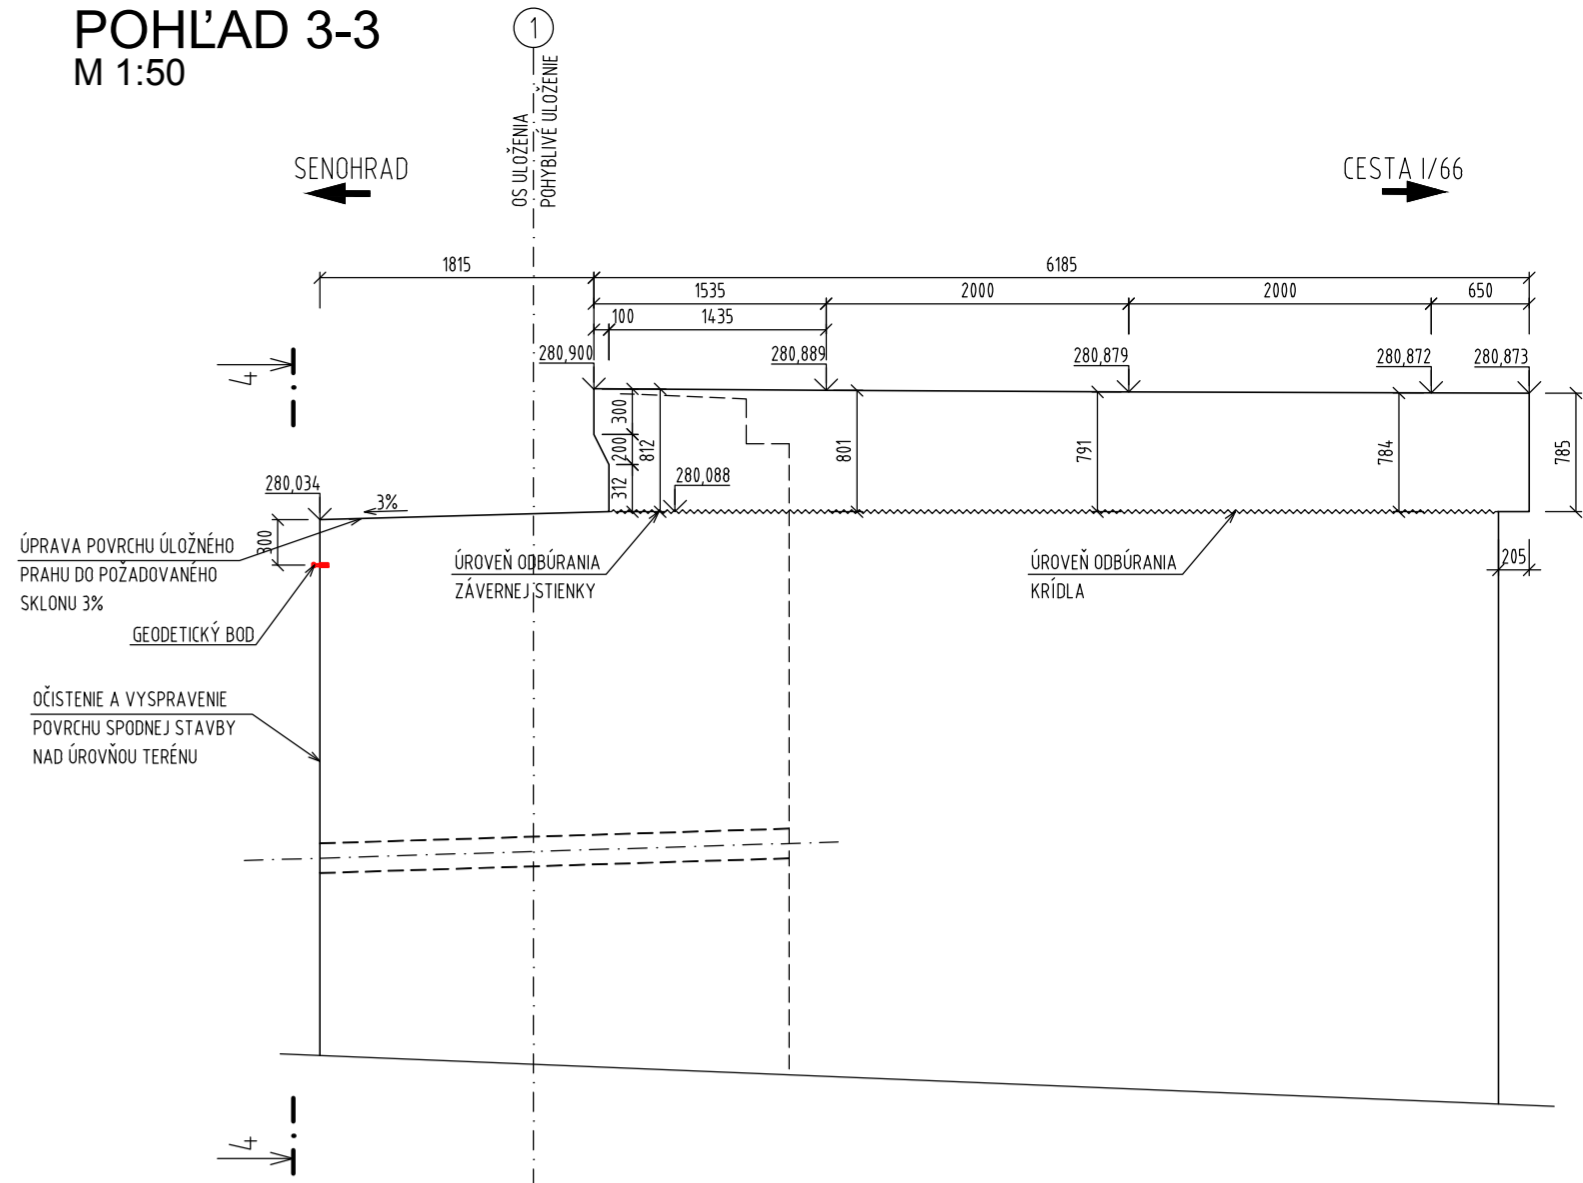 POHĽAD 3-3
M 1:50
1
OS ULOŽENIA
POHYBLIVÉ ULOŽENIE
SENOHRAD
CESTA I/66
1815
6185
1535
2000
2000
650
100
1435
280,900
280,889
280,879
280,872
280,873
4
300
200
312
812
801
791
784
785
280,088
280,034
3%
300
ÚPRAVA POVRCHU ÚLOŽNÉHO
PRAHU DO POŽADOVANÉHO
SKLONU 3%
ÚROVEŇ ODBÚRANIA
ZÁVERNEJ STIENKY
ÚROVEŇ ODBÚRANIA
KRÍDLA
205
GEODETICKÝ BOD
OČISTENIE A VYSPRAVENIE
POVRCHU SPODNEJ STAVBY
NAD ÚROVŇOU TERÉNU
4